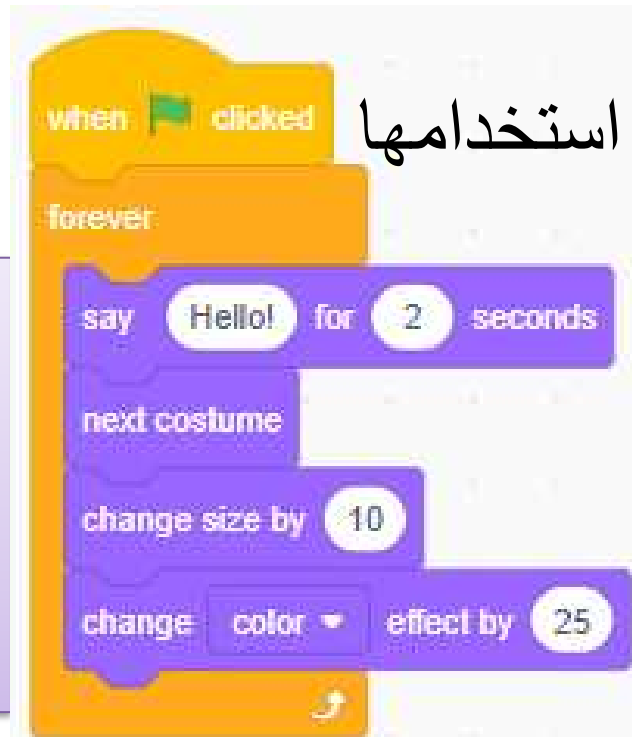 استخدامها
when clicked
forever
say Hello! for 2 seconds
next costume
change size by 10
change color effect by 25